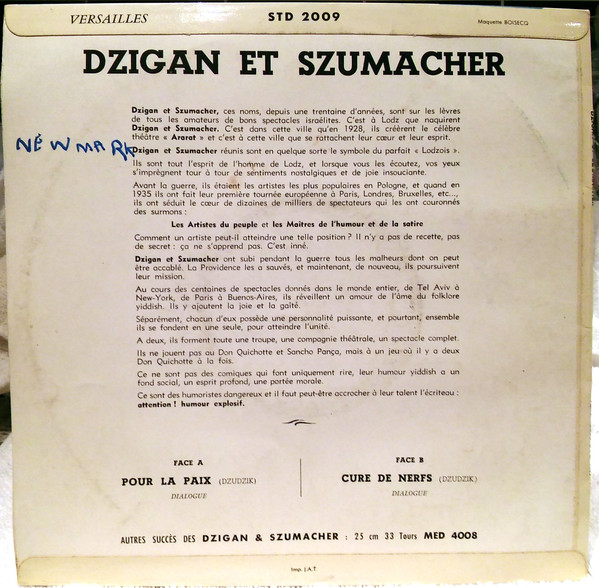 VERSAILLES
STD 2009
Maquette BOISECQ
DZIGAN ET SZUMACHER
Dzigan et Szumacher, ces noms, depuis une trentaine d'années, sont sur les lèvres
de tous les amateurs de bons spectacles israélites. C'est à Lodz que naquirent
Dzigan et Szumacher. C'est dans cette ville qu'en 1928, ils créèrent le célèbre
théâtre « Ararat » et c'est à cette ville que se rattachent leur cœur et leur esprit.
NÉWMARK
Dzigan et Szumacher réunis sont en quelque sorte le symbole du parfait « Lodzois ».
Ils sont tout l'esprit de l'homme de Lodz, et lorsque vous les écoutez, vos yeux
s'imprègnent tour à tour de sentiments nostalgiques et de joie insouciante.
Avant la guerre, ils étaient les artistes les plus populaires en Pologne, et quand en
1935 ils ont fait leur première tournée européenne à Paris, Londres, Bruxelles, etc...,
ils ont séduit le cœur de dizaines de milliers de spectateurs qui les ont couronnés
des surmons :
Les Artistes du peuple et les Maîtres de l'humour et de la satire
Comment un artiste peut-il atteindre une telle position ? Il n'y a pas de recette, pas
de secret : ça ne s'apprend pas. C'est inné.
Dzigan et Szumacher ont subi pendant la guerre tous les malheurs dont on peut
être accablé. La Providence les a sauvés, et maintenant, de nouveau, ils poursuivent
leur mission.
Au cours des centaines de spectacles donnés dans le monde entier, de Tel Aviv à
New-York, de Paris à Buenos-Aires, ils réveillent un amour de l'âme du folklore
yiddish. Ils y ajoutent la joie et la gaîté.
Séparément, chacun d'eux possède une personnalité puissante, et pourtant, ensemble
ils se fondent en une seule, pour atteindre l'unité.
A deux, ils forment toute une troupe, une compagnie théâtrale, un spectacle complet.
Ils ne jouent pas au Don Quichotte et Sancho Pança, mais à un jeu où il y a deux
Don Quichotte à la fois.
Ce ne sont pas des comiques qui font uniquement rire, leur humour yiddish a un
fond social, un esprit profond, une portée morale.
Ce sont des humoristes dangereux et il faut peut-être accrocher à leur talent l'écriteau :
attention ! humour explosif.
FACE A
POUR LA PAIX (DZUDZIK)
DIALOGUE
FACE B
CURE DE NERFS (DZUDZIK)
DIALOGUE
AUTRES SUCCÈS DES DZIGAN & SZUMACHER : 25 cm 33 Tours MED 4008
Imp. J.A.T.